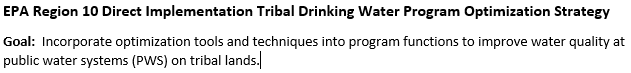 EPA Region 10 Direct Implementation Tribal Drinking Water Program Optimization Strategy
Goal: Incorporate optimization tools and techniques into program functions to improve water quality at
public water systems (PWS) on tribal lands.